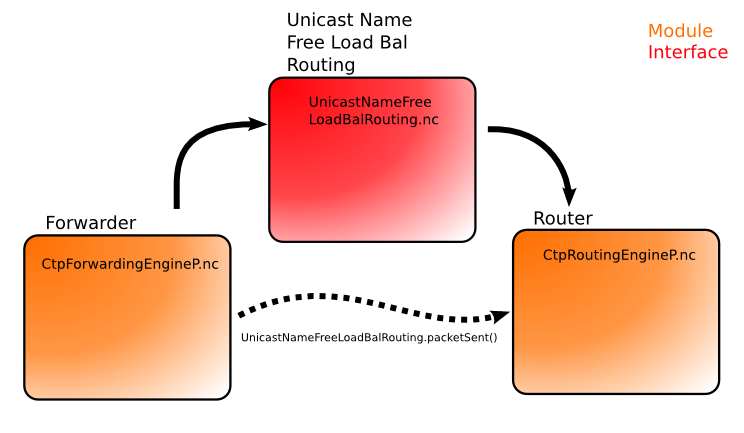 Unicast Name
Free Load Bal
Routing
Module
Interface
UnicastNameFree
LoadBalRouting.nc
Forwarder
Router
CtpForwardingEngineP.nc
CtpRoutingEngineP.nc
UnicastNameFreeLoadBalRouting.packetSent()